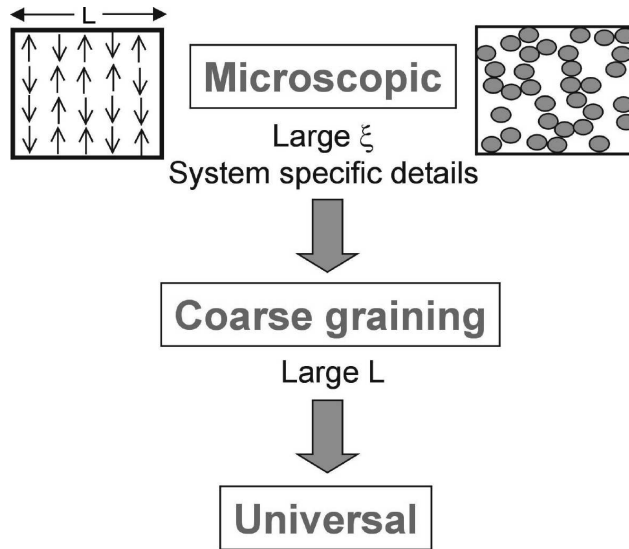 L
Microscopic
Large ξ
System specific details
Coarse graining
Large L
Universal